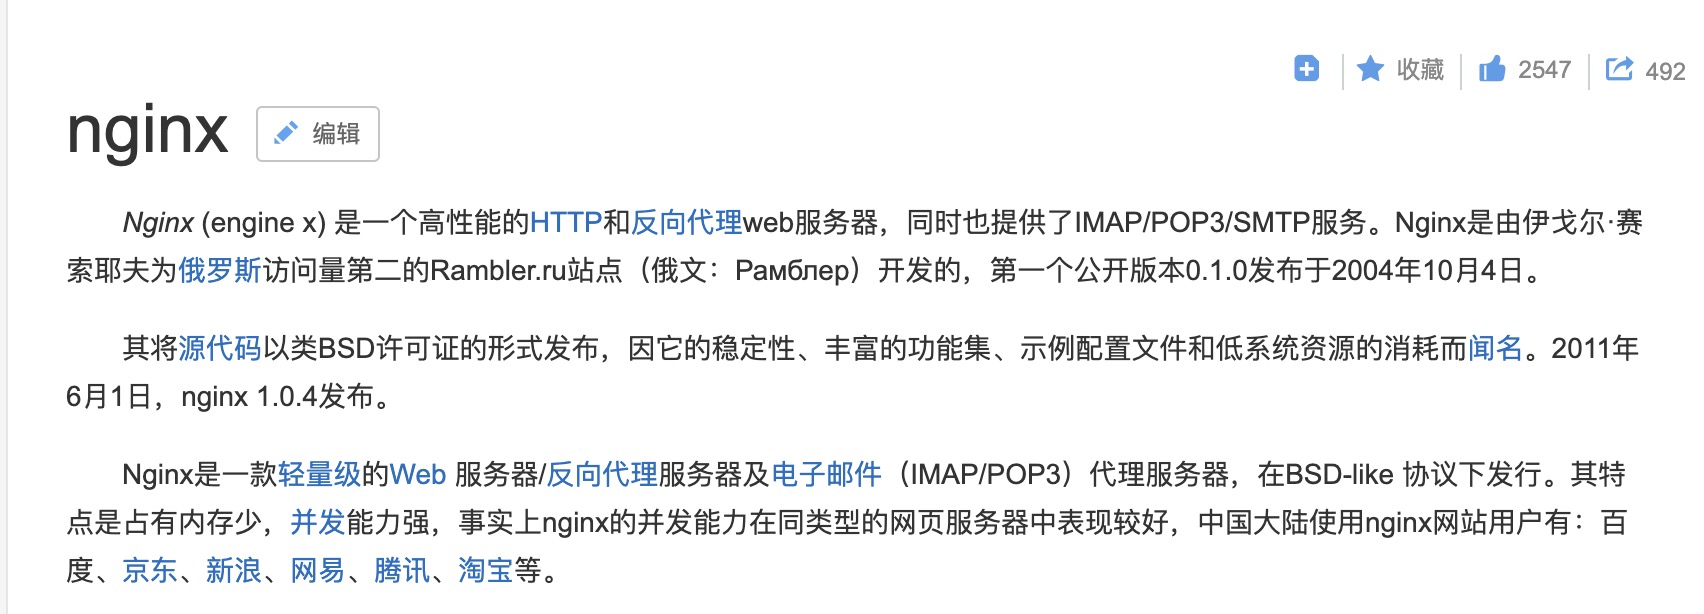 收藏 2547 492
nginx 编辑
Nginx (engine x) 是一个高性能的HTTP和反向代理web服务器，同时也提供了IMAP/POP3/SMTP服务。Nginx是由伊戈尔·赛
索耶夫为俄罗斯访问量第二的Rambler.ru站点（俄文：Рамблер）开发的，第一个公开版本0.1.0发布于2004年10月4日。
其将源代码以类BSD许可证的形式发布，因它的稳定性、丰富的功能集、示例配置文件和低系统资源的消耗而闻名。2011年
6月1日，nginx 1.0.4发布。
Nginx是一款轻量级的Web 服务器/反向代理服务器及电子邮件（IMAP/POP3）代理服务器，在BSD-like 协议下发行。其特
点是占有内存少，并发能力强，事实上nginx的并发能力在同类型的网页服务器中表现较好，中国大陆使用nginx网站用户有：百
度、京东、新浪、网易、腾讯、淘宝等。